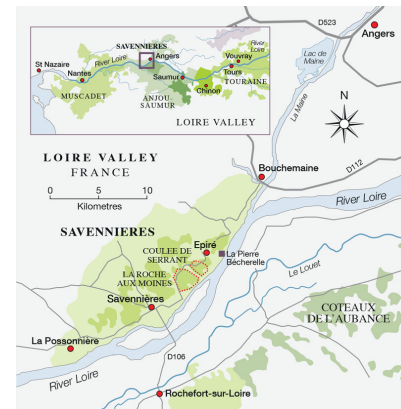 D523
Angers
SAVENNIERES
Angers
River
Loire
Vouvray
St Nazaire
River Loire
Nantes
Saumur
Tours
TOURAINE
MUSCADET
ANJOU-
SAUMUR
Chinon
LOIRE VALLEY
Lac de
Maine
La Maine
N
LOIRE VALLEY
FRANCE
0 5 10
Kilometres
Bouchemaine
D112
River Loire
SAVENNIERES
COULEE DE
SERRANT
Epiré
La Pierre
Bécherelle
LA ROCHE
AUX MOINES
Le Louet
Savennières
COTEAUX
DE L'AUBANCE
La Possonnière
D106
River Loire
Rochefort-sur-Loire